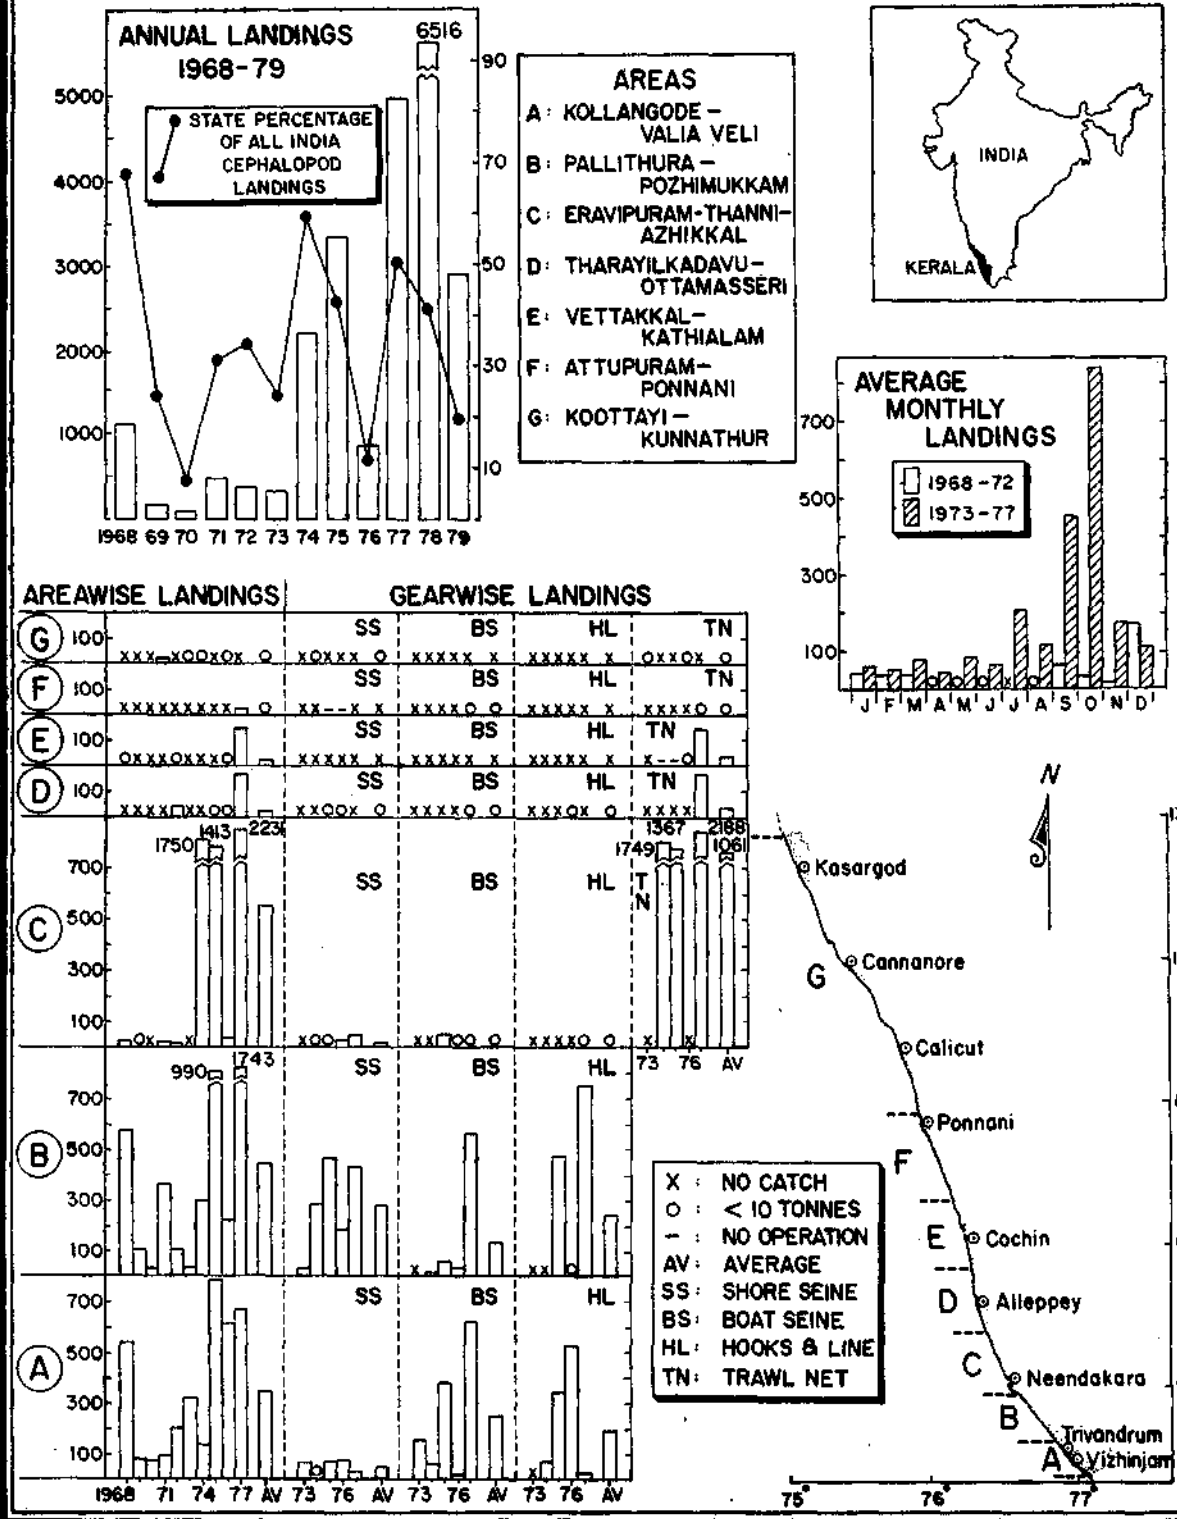 ANNUAL LANDINGS
1968-79
6516
5000
4000
3000
2000
1000
90
70
50
30
10
STATE PERCENTAGE
OF ALL INDIA
CEPHALOPOD
LANDINGS
1968 69 70 71 72 73 74 75 76 77 78 79
AREAS
A: KOLLANGODE-
VALIA VELI
B: PALLITHURA-
POZHIMUKKAM
C: ERAVIPURAM-THANNI-
AZHIKKAL
D: THARAYILKADAVU-
OTTAMASSERI
E: VETTAKKAL-
KATHIALAM
F: ATTUPURAM-
PONNANI
G: KOOTTAYI-
KUNNATHUR
INDIA
KERALA
AVERAGE
MONTHLY
LANDINGS
1968-72
1973-77
700
500
300
100
J F M A M J J A S O N D
AREAWISE LANDINGS GEARWISE LANDINGS
G 100 SS BS HL TN
F 100 SS BS HL TN
E 100 SS BS HL TN
D 100 SS BS HL TN
1750 1413 223 1749 1367 2188 1061
C 700 500 300 100 SS BS HL TN
73 76 AV
990 1743
B 700 500 300 100 SS BS HL
A 700 500 300 100 SS BS HL
1968 71 74 77 AV 73 76 AV 73 76 AV 73 76 AV
X : NO CATCH
O : < 10 TONNES
- : NO OPERATION
AV: AVERAGE
SS: SHORE SEINE
BS: BOAT SEINE
HL: HOOKS & LINE
TN: TRAWL NET
N
Kasargod
Cannanore
G
Calicut
Ponnani
F
E Cochin
D Alleppey
C
Neendakara
B
Trivandrum
A Vizhinjam
75° 76° 77°